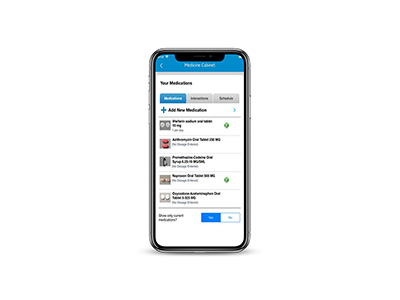 Medicine Cabinet
Your Medications
Medications Interactions Schedule
Add New Medication
Warfarin sodium oral tablet
10 mg
1 per day
Azithromycin Oral Tablet 250 MG
(No Dosage Entered)
Promethazine-Codeine Oral
Syrup 6.25-10 MG/5ML
(No Dosage Entered)
Naproxen Oral Tablet 500 MG
(No Dosage Entered)
Oxycodone-Acetaminophen Oral
Tablet 5-325 MG
(No Dosage Entered)
Show only current
medications?
Yes No